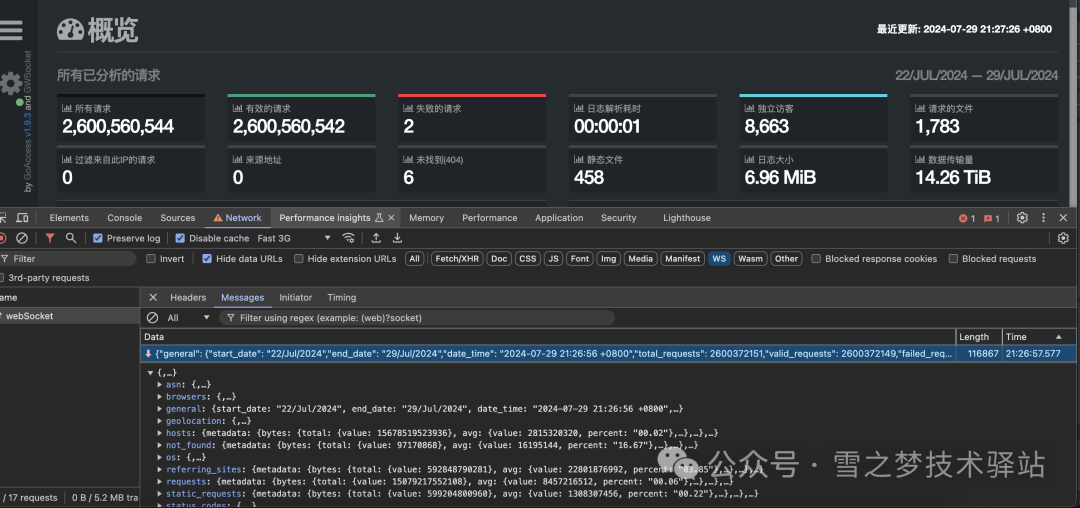 概览
最近更新: 2024-07-29 21:27:26 +0800
所有已分析的请求
22/JUL/2024 — 29/JUL/2024
所有请求
2,600,560,544
有效的请求
2,600,560,542
失败的请求
2
日志解析耗时
00:00:01
独立访客
8,663
请求的文件
1,783
过滤来自此IP的请求
0
来源地址
0
未找到(404)
6
静态文件
458
日志大小
6.96 MiB
数据传输量
14.26 TiB
by GoAccess v1.9.3 and GWSocket
Elements Console Sources Network Performance insights Memory Performance Application Security Lighthouse 1 1
Preserve log Disable cache Fast 3G
Filter Invert Hide data URLs Hide extension URLs All Fetch/XHR Doc CSS JS Font Img Media Manifest WS Wasm Other Blocked response cookies Blocked requests
3rd-party requests
ame Headers Messages Initiator Timing
webSocket
All Filter using regex (example: (web)?socket)
Data Length Time
{"general": {"start_date": "22/Jul/2024","end_date": "29/Jul/2024","date_time": "2024-07-29 21:26:56 +0800","total_requests": 2600372151,"valid_requests": 2600372149,"failed_req... 116867 21:26:57.577
{,…}
asn: {,…}
browsers: {,…}
general: {start_date: "22/Jul/2024", end_date: "29/Jul/2024", date_time: "2024-07-29 21:26:56 +0800",…}
geolocation: {,…}
hosts: {metadata: {bytes: {total: {value: 15678519523936}, avg: {value: 2815320320, percent: "00.02"},…},…},…}
not_found: {metadata: {bytes: {total: {value: 97170868}, avg: {value: 16195144, percent: "16.67"},…},…},…}
os: {,…}
referring_sites: {metadata: {bytes: {total: {value: 592848790281}, avg: {value: 22801876992, percent: "03.85"},…},…},…}
requests: {metadata: {bytes: {total: {value: 15079217552108}, avg: {value: 8457216512, percent: "00.06"},…},…},…}
static_requests: {metadata: {bytes: {total: {value: 599204800960}, avg: {value: 1308307456, percent: "00.22"},…},…},…}
status_codes: {,…}
/ 17 requests 0 B / 5.2 MB tra
公众号 · 雪之梦技术驿站